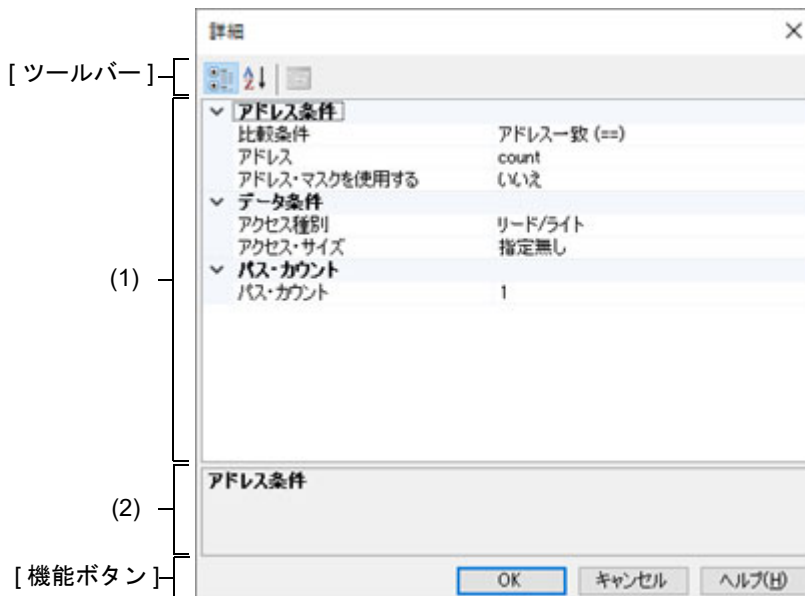 詳細
[ ツールバー ]
アドレス条件
比較条件 アドレス一致 (==)
アドレス count
アドレス・マスクを使用する いいえ
データ条件
アクセス種別 リード/ライト
アクセス・サイズ 指定無し
(1)
パス・カウント
パス・カウント 1
(2)
アドレス条件
[ 機能ボタン ]
OK キャンセル ヘルプ(H)